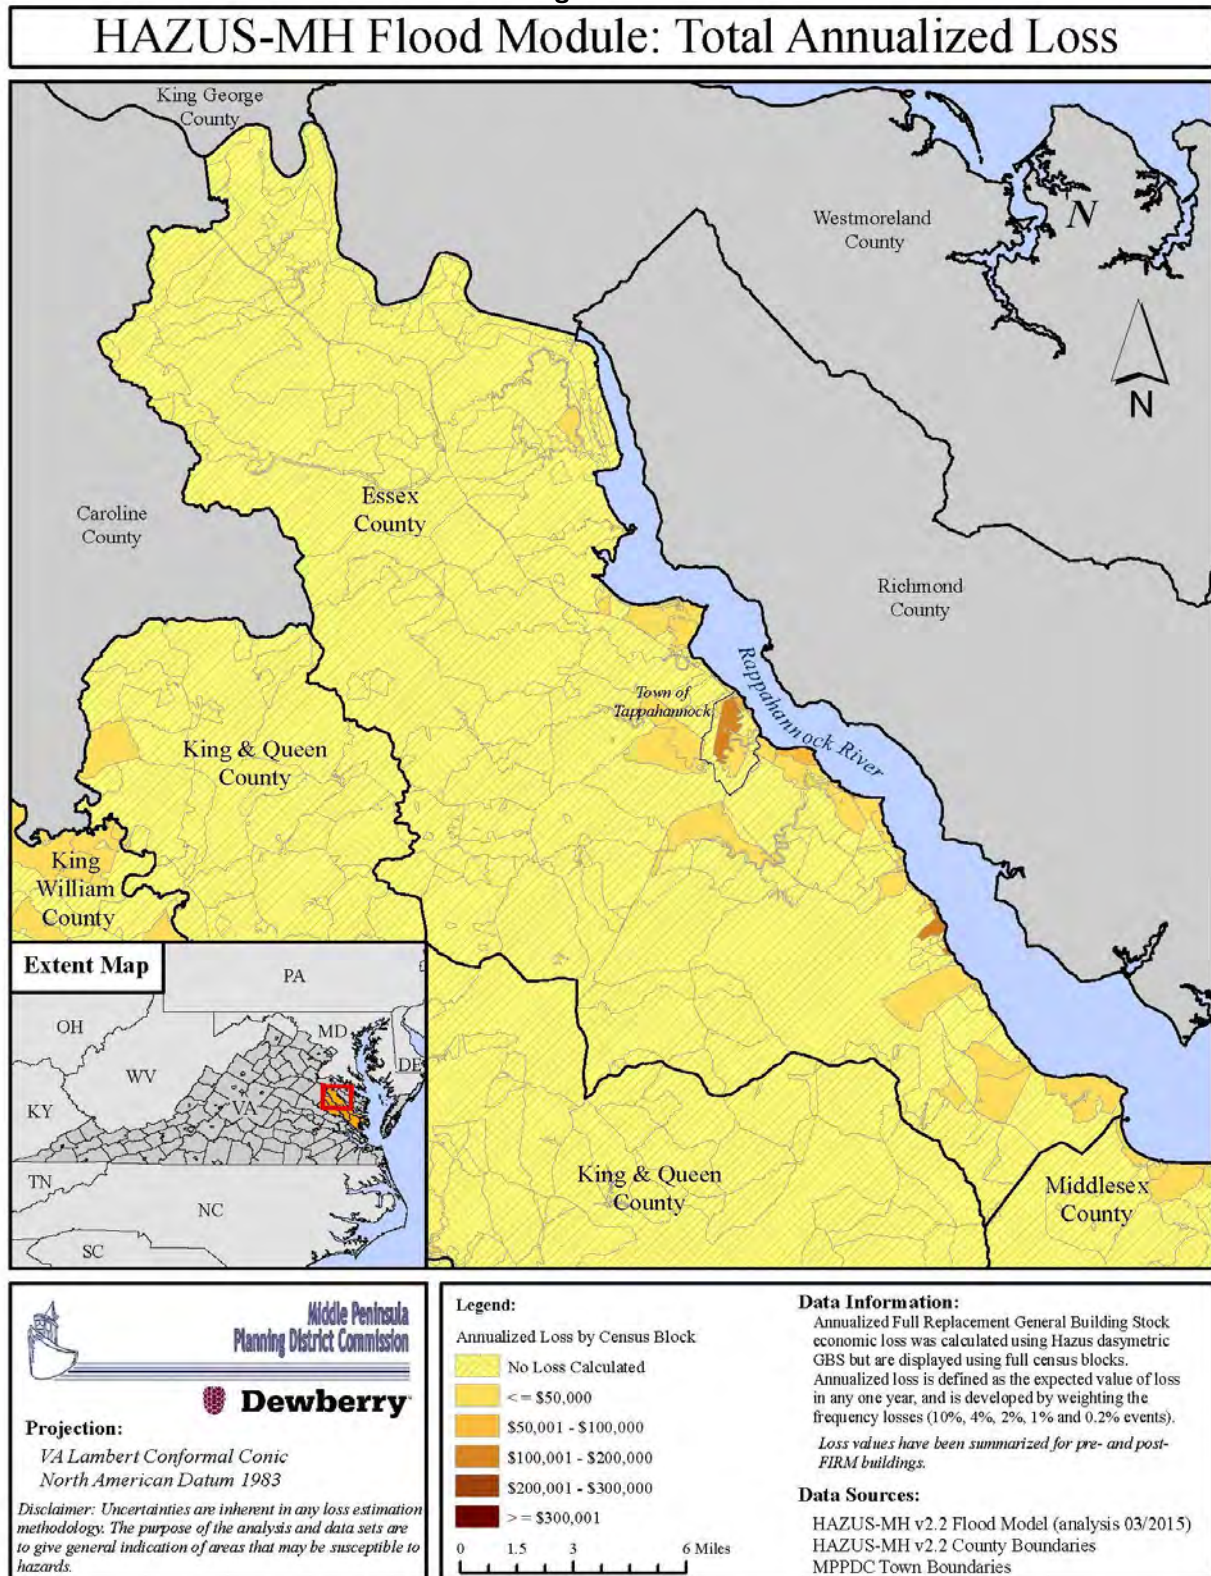 HAZUS-MH Flood Module: Total Annualized Loss
King George
County
Westmoreland
County
N
N
Essex
County
Caroline
County
Richmond
County
Rappahannock River
Town of
Tappahannock
King & Queen
County
King
William
County
Extent Map
PA
OH
MD
DE
WV
KY
VA
TN
NC
SC
King & Queen
County
Middlesex
County
Middle Peninsula
Planning District Commission
Dewberry
Projection:
VA Lambert Conformal Conic
North American Datum 1983
Disclaimer: Uncertainties are inherent in any loss estimation
methodology. The purpose of the analysis and data sets are
to give general indication of areas that may be susceptible to
hazards.
Legend:
Annualized Loss by Census Block
No Loss Calculated
< = $50,000
$50,001 - $100,000
$100,001 - $200,000
$200,001 - $300,000
> = $300,001
0 1.5 3 6 Miles
Data Information:
Annualized Full Replacement General Building Stock
economic loss was calculated using Hazus dasymetric
GBS but are displayed using full census blocks.
Annualized loss is defined as the expected value of loss
in any one year, and is developed by weighting the
frequency losses (10%, 4%, 2%, 1% and 0.2% events).
Loss values have been summarized for pre- and post-
FIRM buildings.
Data Sources:
HAZUS-MH v2.2 Flood Model (analysis 03/2015)
HAZUS-MH v2.2 County Boundaries
MPPDC Town Boundaries